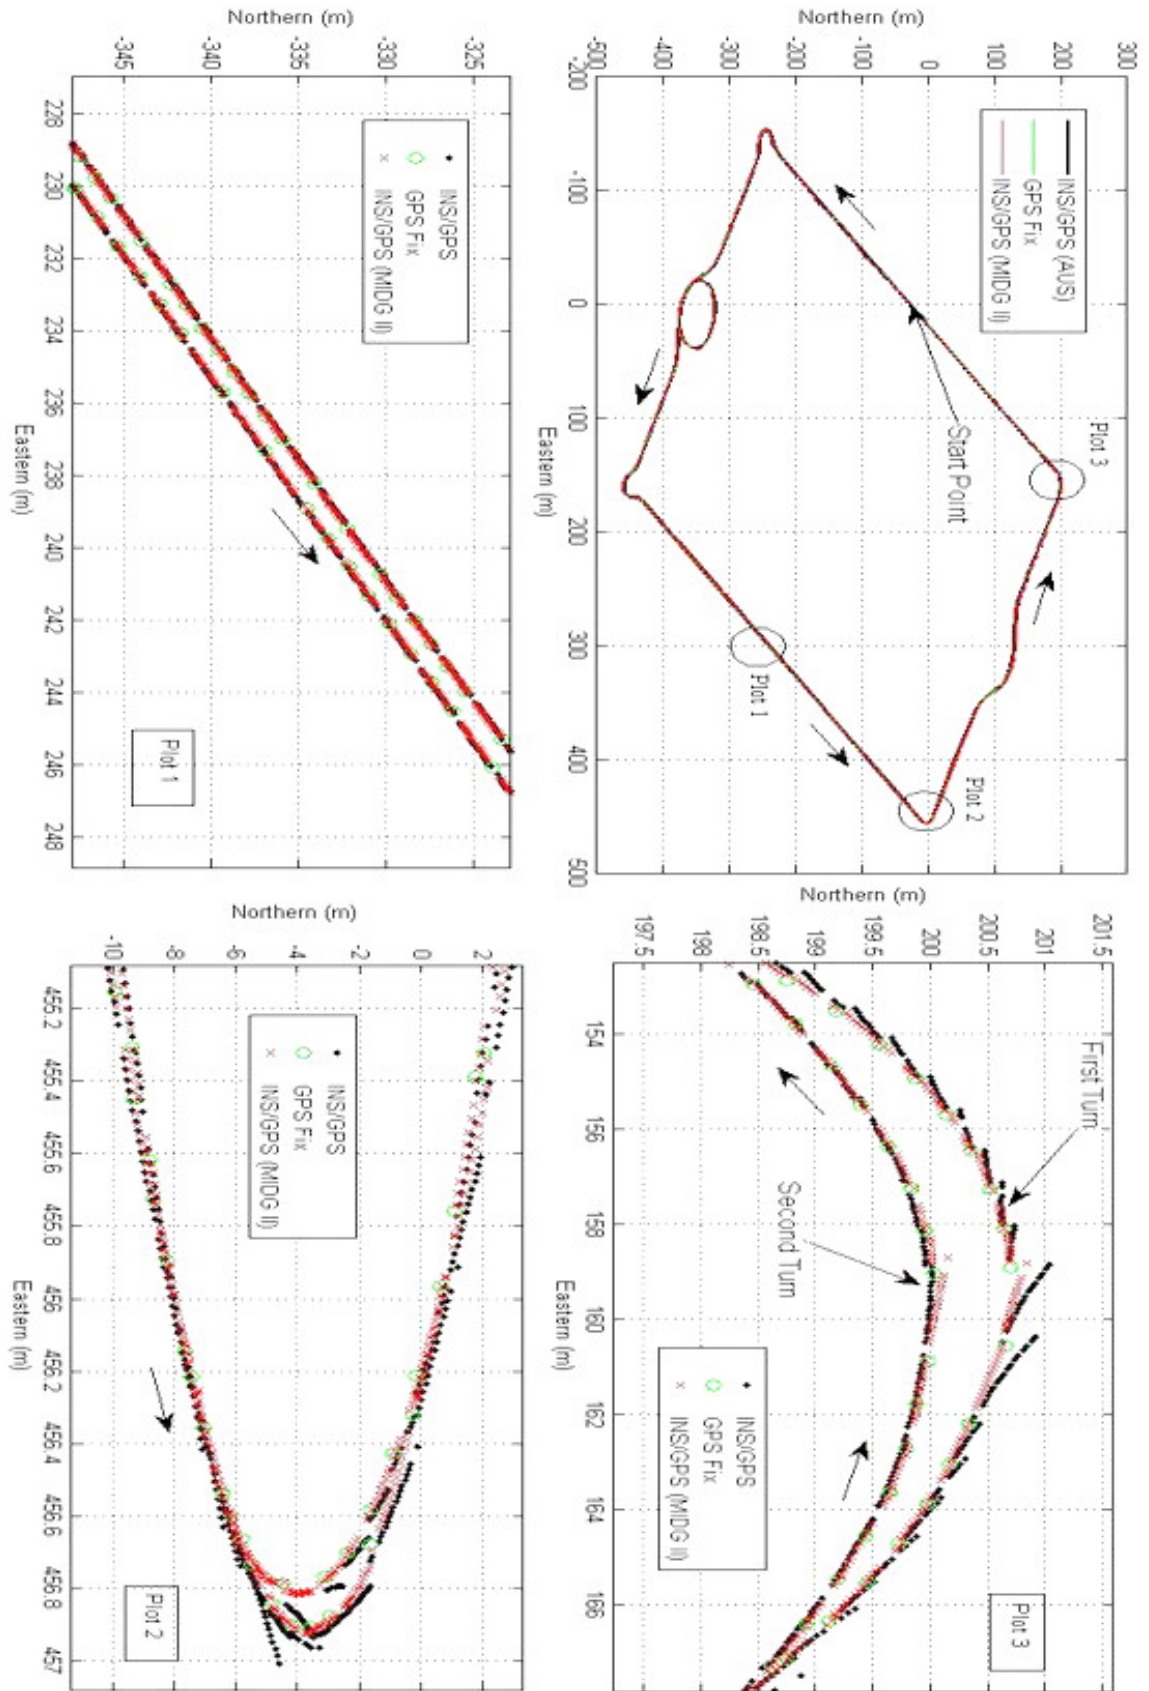 300
200
100
0
-100
-200
-300
-400
-500
Northern (m)
INS/GPS (AUS)
GPS Fix
INS/GPS (MIDG II)
Plot 3
Start Point
Plot 1
Plot 2
-200 -100 0 100 200 300 400 500
Eastern (m)
201.5
201
200.5
200
199.5
199.5
198.5
198
197.5
Northern (m)
First Turn
Second Turn
Plot 3
INS/GPS
GPS Fix
INS/GPS (MIDG II)
154 156 158 160 162 164 166
-325
-330
-335
-340
-345
Northern (m)
INS/GPS
GPS Fix
INS/GPS (MIDG II)
Plot 1
228 230 232 234 236 238 240 242 244 246 248
Eastern (m)
2
0
-2
-4
-6
-8
-10
Northern (m)
INS/GPS
GPS Fix
INS/GPS (MIDG II)
Plot 2
455.2 455.4 455.6 455.8 456 456.2 456.4 456.6 456.8 457
Eastern (m)